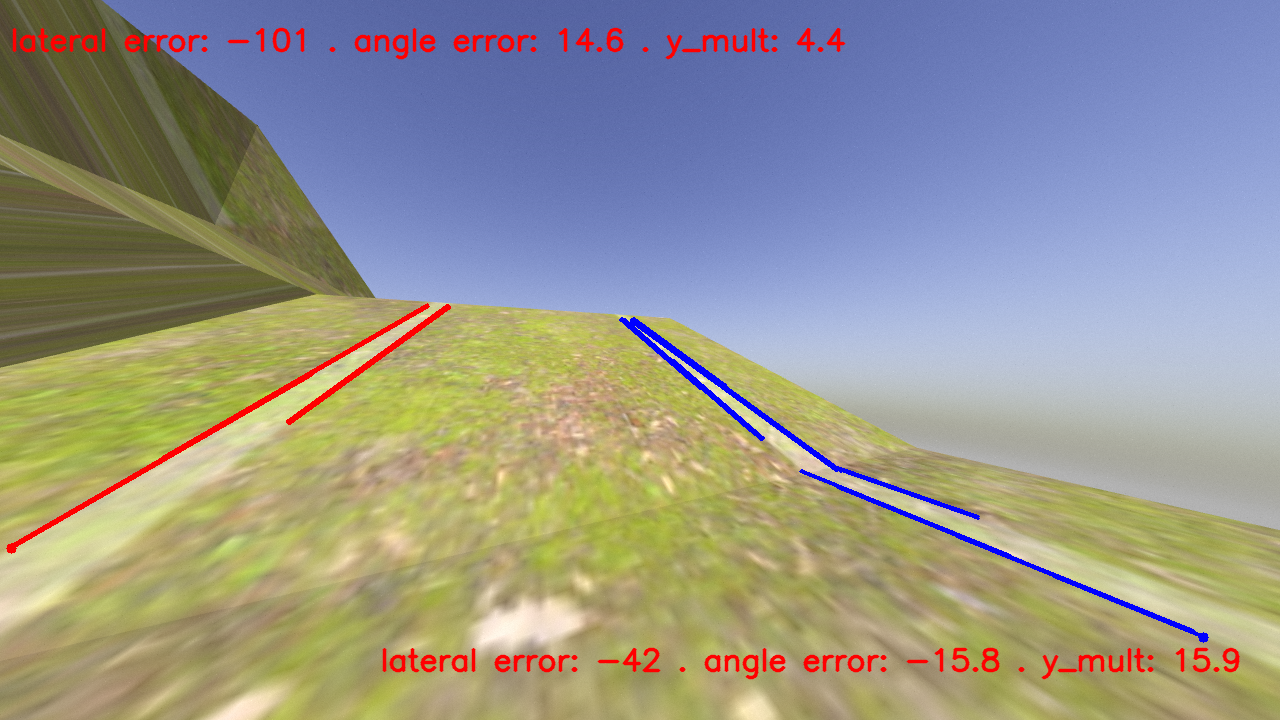 lateral error: -101 . angle error: 14.6 . y_mult: 4.4
lateral error: -42 . angle error: -15.8 . y_mult: 15.9